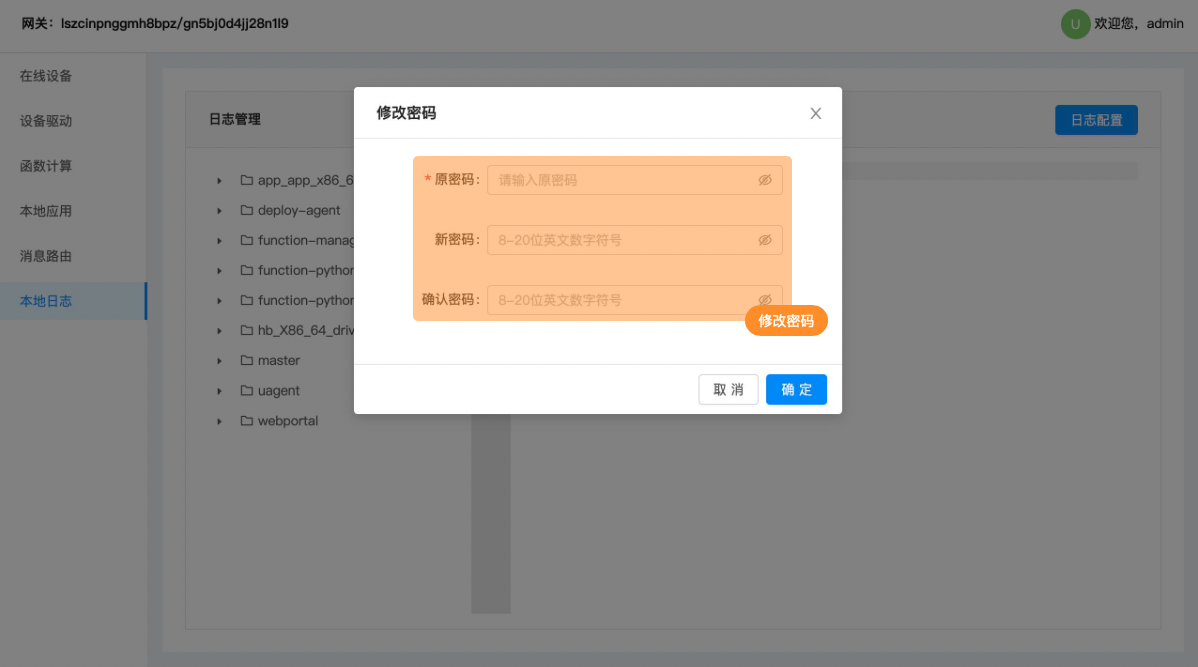 网关：lszcinpnggmh8bpz/gn5bj0d4jj28n1l9
U 欢迎您，admin
在线设备
设备驱动
函数计算
本地应用
消息路由
本地日志
日志管理
日志配置
app_app_x86_6
deploy-agent
function-manag
function-python
function-python
hb_X86_64_driv
master
uagent
webportal
修改密码
* 原密码： 请输入原密码
新密码： 8-20位英文数字符号
确认密码： 8-20位英文数字符号
修改密码
取 消 确 定